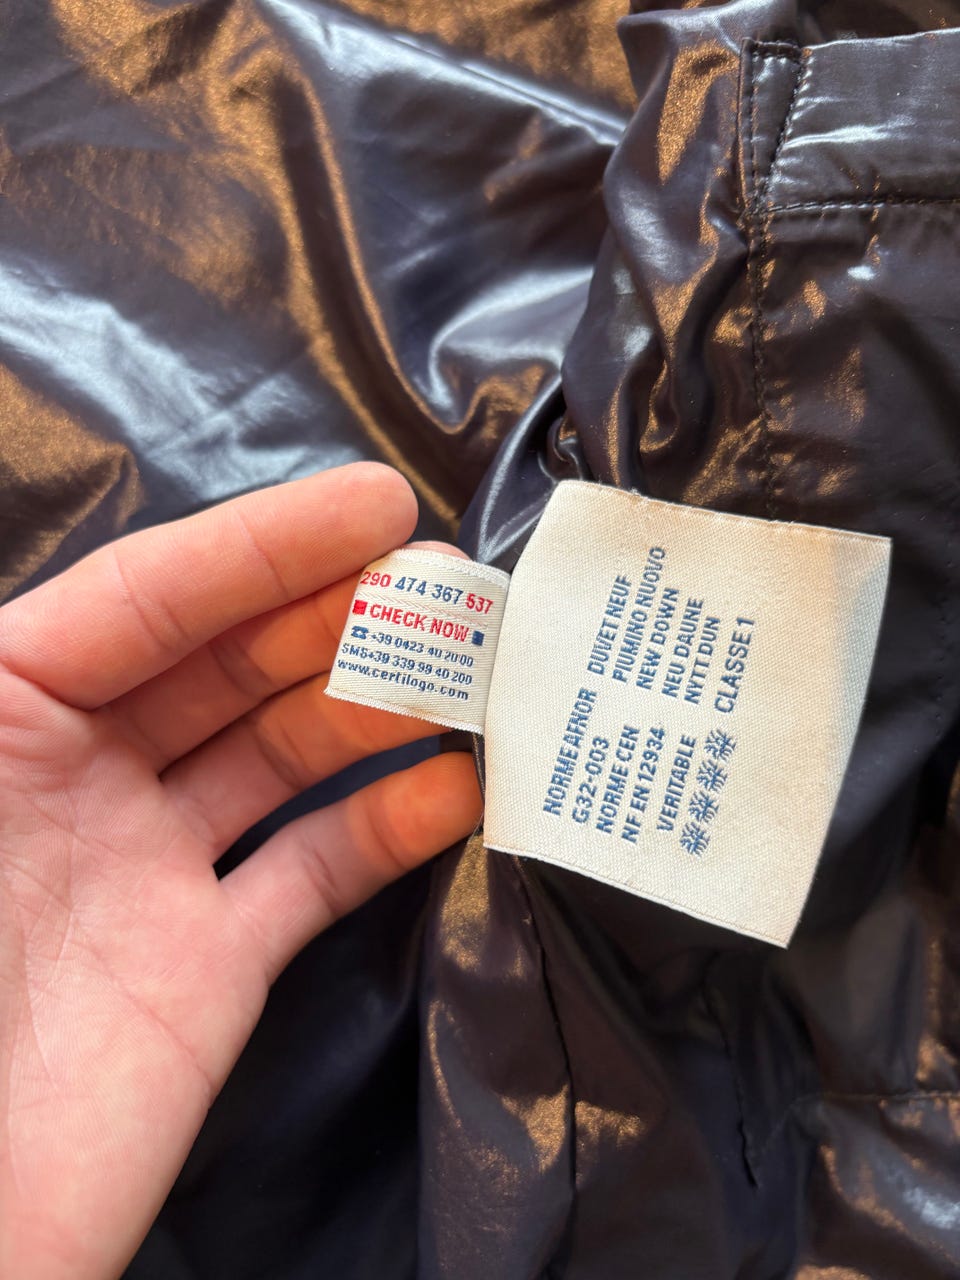 290 474 367 537
CHECK NOW
+39 0423 40 20 00
SMS+39 339 99 40 200
www.certilogo.com
NORME AFNOR
G32-003
NORME CEN
NF EN 12934
VERITABLE
DUVET NEUF
PIUMINO NUOVO
NEW DOWN
NEU DAUNE
NYTT DUN
CLASSE 1